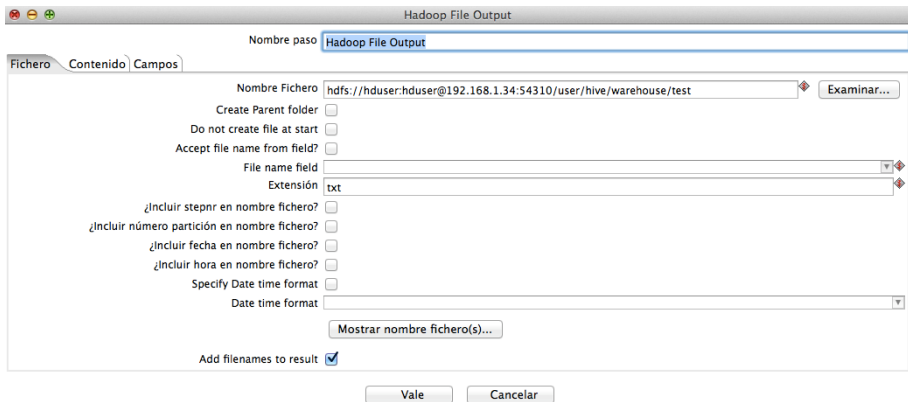 Hadoop File Output
Nombre paso Hadoop File Output
Fichero Contenido Campos
Nombre Fichero hdfs://hduser:hduser@192.168.1.34:54310/user/hive/warehouse/test Examinar...
Create Parent folder
Do not create file at start
Accept file name from field?
File name field
Extensión txt
¿Incluir stepnr en nombre fichero?
¿Incluir número partición en nombre fichero?
¿Incluir fecha en nombre fichero?
¿Incluir hora en nombre fichero?
Specify Date time format
Date time format
Mostrar nombre fichero(s)...
Add filenames to result
Vale Cancelar